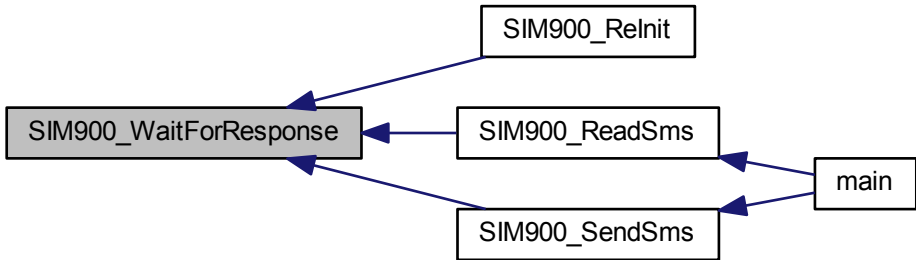 SIM900_ReInit
SIM900_WaitForResponse
SIM900_ReadSms
main
SIM900_SendSms